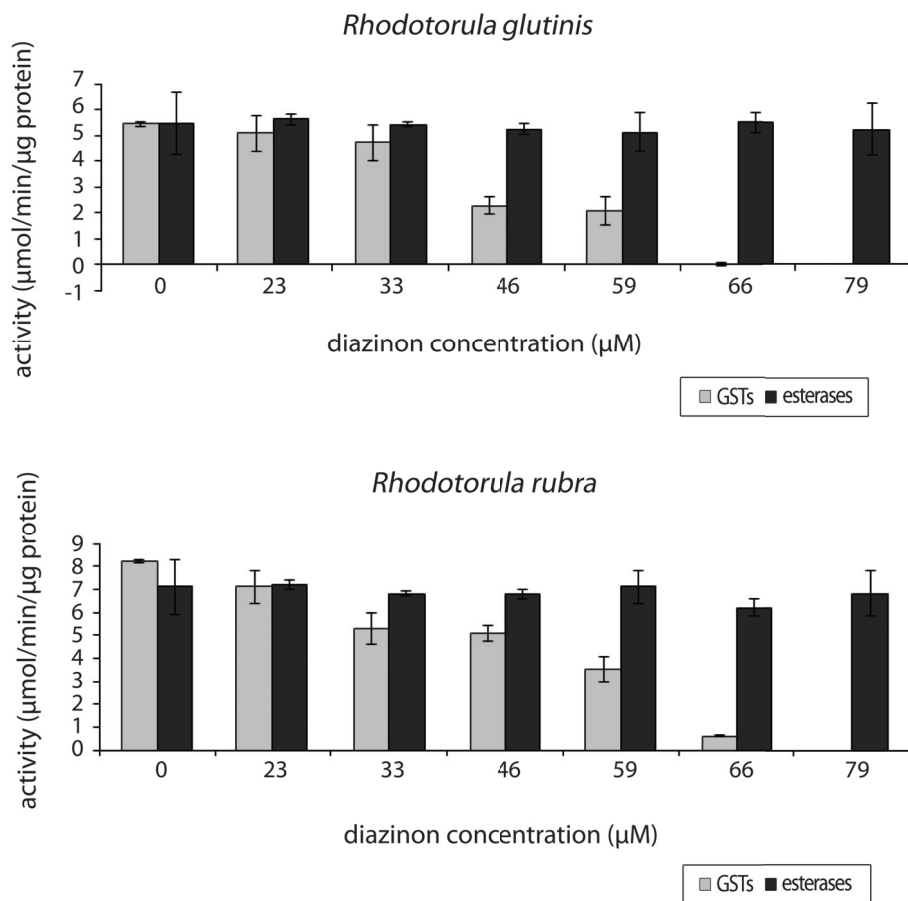 Rhodotorula glutinis
activity (µmol/min/µg protein)
7
6
5
4
3
2
1
0
-1
0 23 33 46 59 66 79
diazinon concentration (µM)
GSTs esterases
Rhodotorula rubra
activity (µmol/min/µg protein)
9
8
7
6
5
4
3
2
1
0
0 23 33 46 59 66 79
diazinon concentration (µM)
GSTs esterases